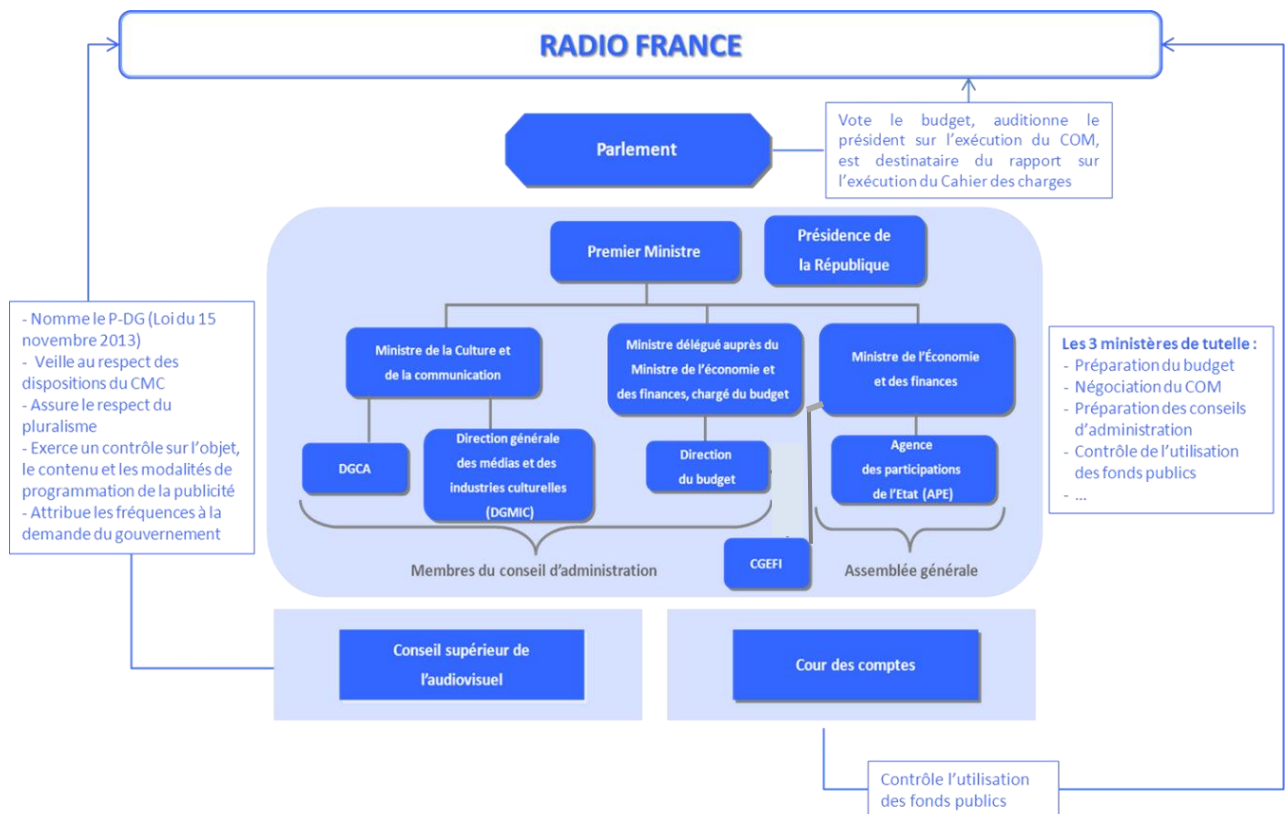 RADIO FRANCE
Parlement
Vote le budget, auditionne le
président sur l'exécution du COM,
est destinataire du rapport sur
l'exécution du Cahier des charges
Premier Ministre
Présidence de
la République
- Nomme le P-DG (Loi du 15
novembre 2013)
- Veille au respect des
dispositions du CMC
- Assure le respect du
pluralisme
- Exerce un contrôle sur l'objet,
le contenu et les modalités de
programmation de la publicité
- Attribue les fréquences à la
demande du gouvernement
Ministre de la Culture et
de la communication
Ministre délégué auprès du
Ministre de l'économie et
des finances, chargé du budget
Ministre de l'Économie
et des finances
Les 3 ministères de tutelle :
- Préparation du budget
- Négociation du COM
- Préparation des conseils
d'administration
- Contrôle de l'utilisation
des fonds publics
- ...
DGCA
Direction générale
des médias et des
industries culturelles
(DGMIC)
Direction
du budget
Agence
des participations
de l'Etat (APE)
Membres du conseil d'administration
CGEFI
Assemblée générale
Conseil supérieur de
l'audiovisuel
Cour des comptes
Contrôle l'utilisation
des fonds publics